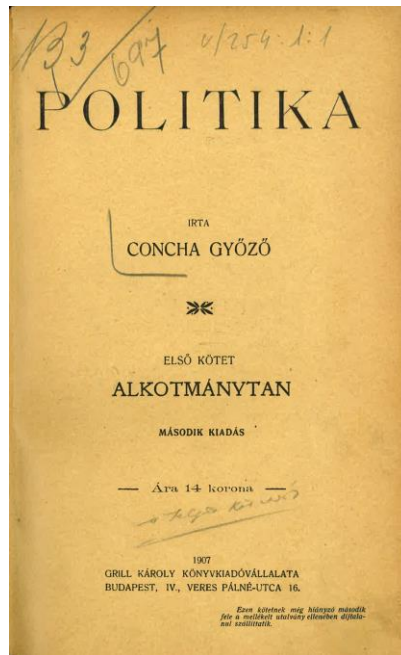 NB 3/697 V/254:1:1
POLITIKA
IRTA
CONCHA GYŐZŐ
ELSŐ KÖTET
ALKOTMÁNYTAN
MÁSODIK KIADÁS
— Ára 14 korona —
1907
GRILL KÁROLY KÖNYVKIADÓVÁLLALATA
BUDAPEST, IV., VERES PÁLNÉ-UTCA 16.
Ezen kötetnek még hiányzó második
fele a mellékelt utalvány ellenében díjtala-
nul szállíttatik.